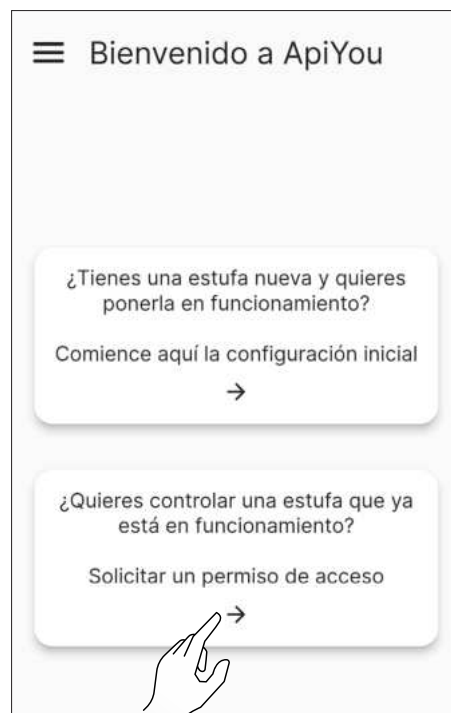 Bienvenido a ApiYou
¿Tienes una estufa nueva y quieres
ponerla en funcionamiento?
Comience aquí la configuración inicial
¿Quieres controlar una estufa que ya
está en funcionamiento?
Solicitar un permiso de acceso